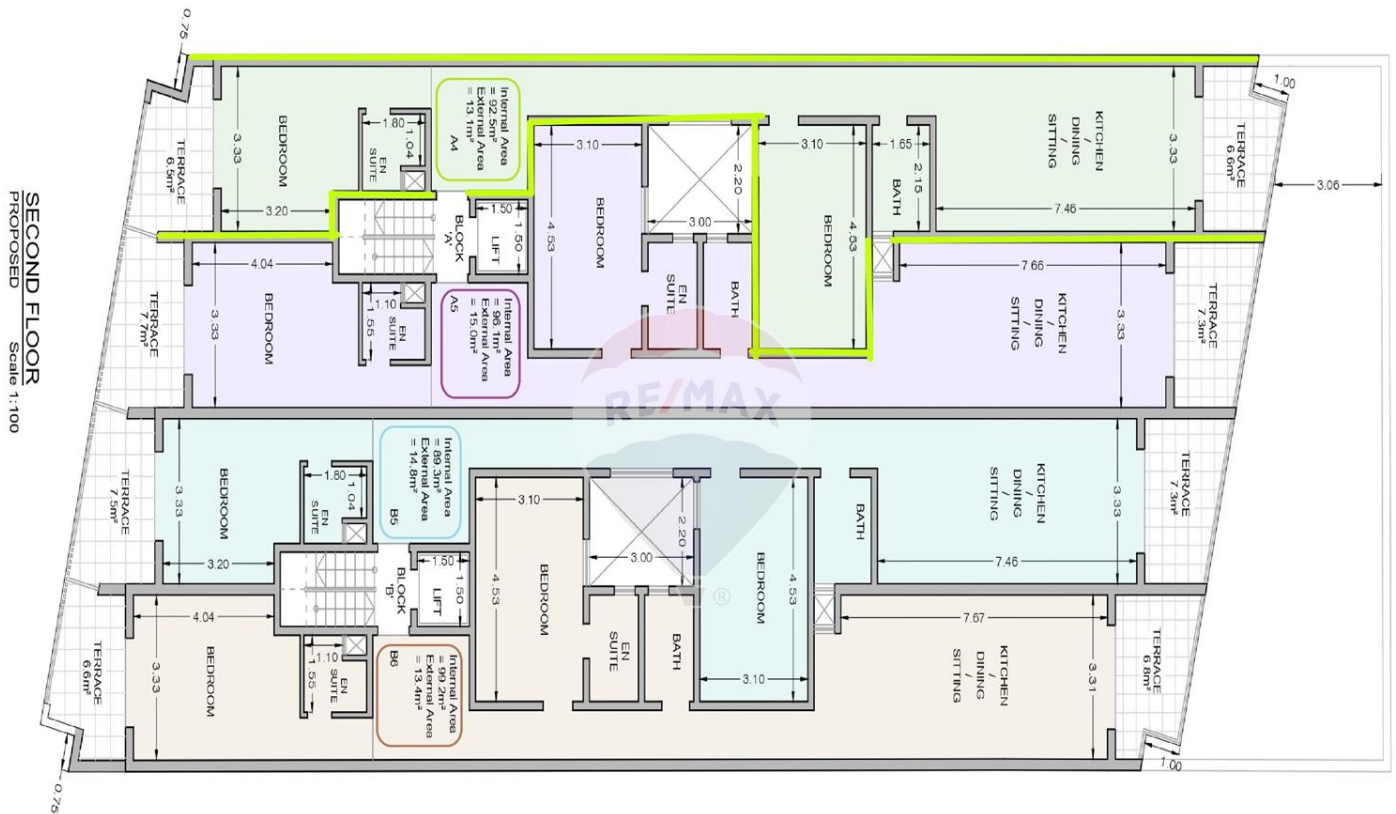 SECOND FLOOR
PROPOSED Scale 1:100
0.75
TERRACE
6.5m²
3.33
BEDROOM
3.20
1.80
1.04
EN
SUITE
Internal Area
= 92.5m²
External Area
= 13.1m²
A4
3.10
BEDROOM
4.53
2.20
3.00
3.10
BEDROOM
4.53
1.65
2.15
BATH
KITCHEN
/
DINING
/
SITTING
7.46
3.33
TERRACE
6.6m²
1.00
3.06
BLOCK
'A'
1.50
1.50
LIFT
TERRACE
7.7m²
4.04
3.33
BEDROOM
1.10
1.55
EN
SUITE
Internal Area
= 96.1m²
External Area
= 15.0m²
A5
EN
SUITE
BATH
7.66
KITCHEN
/
DINING
/
SITTING
3.33
TERRACE
7.3m²
RE/MAX
®
TERRACE
7.5m²
3.33
BEDROOM
3.20
1.80
1.04
EN
SUITE
Internal Area
= 89.3m²
External Area
= 14.8m²
B5
3.10
BEDROOM
4.53
2.20
3.00
BEDROOM
4.53
3.10
BATH
KITCHEN
/
DINING
/
SITTING
7.46
3.33
TERRACE
7.3m²
BLOCK
'B'
1.50
1.50
LIFT
TERRACE
6.6m²
4.04
3.33
BEDROOM
1.10
1.55
EN
SUITE
Internal Area
= 99.2m²
External Area
= 13.4m²
B6
EN
SUITE
BATH
7.67
KITCHEN
/
DINING
/
SITTING
3.31
TERRACE
6.8m²
1.00
0.75